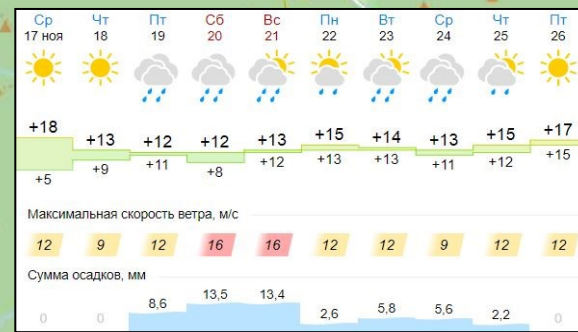 Ср Чт Пт Сб Вс Пн Вт Ср Чт Пт
17 ноя 18 19 20 21 22 23 24 25 26
+18 +13 +12 +12 +13 +15 +14 +13 +15 +17
+5 +9 +11 +8 +12 +13 +13 +11 +12 +15
Максимальная скорость ветра, м/с
12 9 12 16 16 12 12 9 12 12
Сумма осадков, мм
0 0 8,6 13,5 13,4 2,6 5,8 5,6 2,2 0